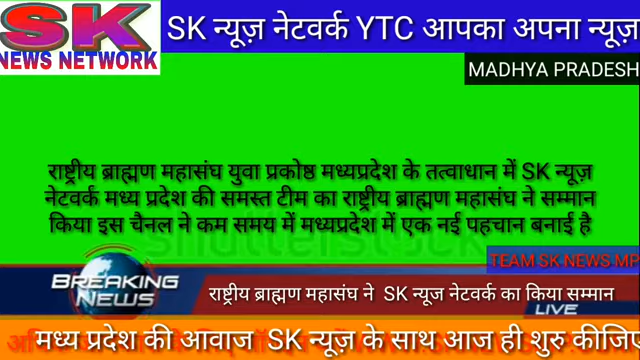 SK
NEWS NETWORK
SK न्यूज़ नेटवर्क YTC आपका अपना न्यूज़
MADHYA PRADESH
राष्ट्रीय ब्राह्मण महासंघ युवा प्रकोष्ठ मध्यप्रदेश के तत्वाधान में SK न्यूज़
नेटवर्क मध्य प्रदेश की समस्त टीम का राष्ट्रीय ब्राह्मण महासंघ ने सम्मान
किया इस चैनल ने कम समय में मध्यप्रदेश में एक नई पहचान बनाई है
shutterstock
TEAM SK NEWS MP
BREAKING
NEWS
राष्ट्रीय ब्राह्मण महासंघ ने SK न्यूज नेटवर्क का किया सम्मान
LIVE
मध्य प्रदेश की आवाज SK न्यूज़ के साथ आज ही शुरु कीजिए